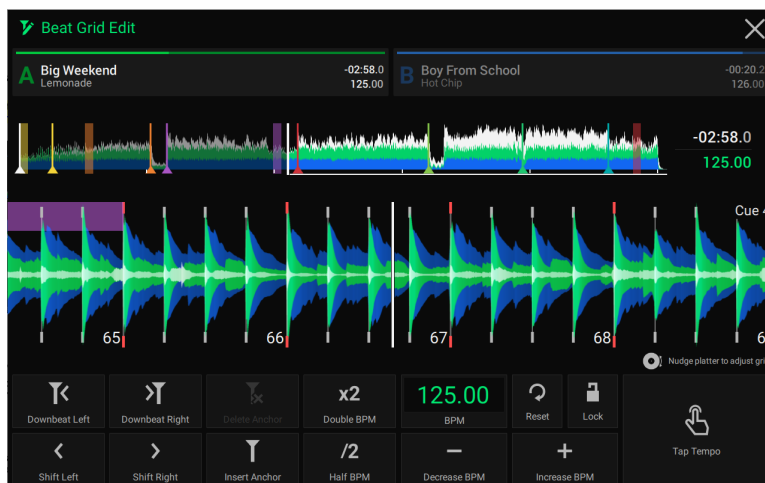 Beat Grid Edit
A Big Weekend -02:58.0
Lemonade 125.00
B Boy From School -00:20.2
Hot Chip 126.00
-02:58.0
125.00
Cue 4
65 66 67 68 6
Nudge platter to adjust gri
Downbeat Left Downbeat Right Delete Anchor x2 Double BPM 125.00 BPM Reset Lock
Tap Tempo
Shift Left Shift Right Insert Anchor /2 Half BPM Decrease BPM Increase BPM